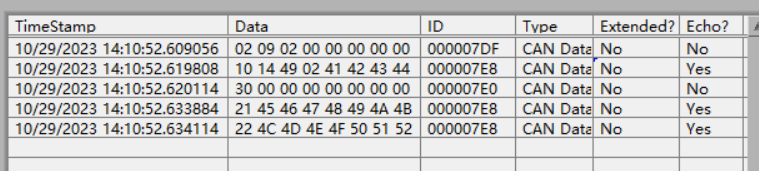 TimeStamp Data ID Type Extended? Echo?
10/29/2023 14:10:52.609056 02 09 02 00 00 00 00 00 000007DF CAN Data No No
10/29/2023 14:10:52.619808 10 14 49 02 41 42 43 44 000007E8 CAN Data No Yes
10/29/2023 14:10:52.620114 30 00 00 00 00 00 00 00 000007E0 CAN Data No No
10/29/2023 14:10:52.633884 21 45 46 47 48 49 4A 4B 000007E8 CAN Data No Yes
10/29/2023 14:10:52.634114 22 4C 4D 4E 4F 50 51 52 000007E8 CAN Data No Yes